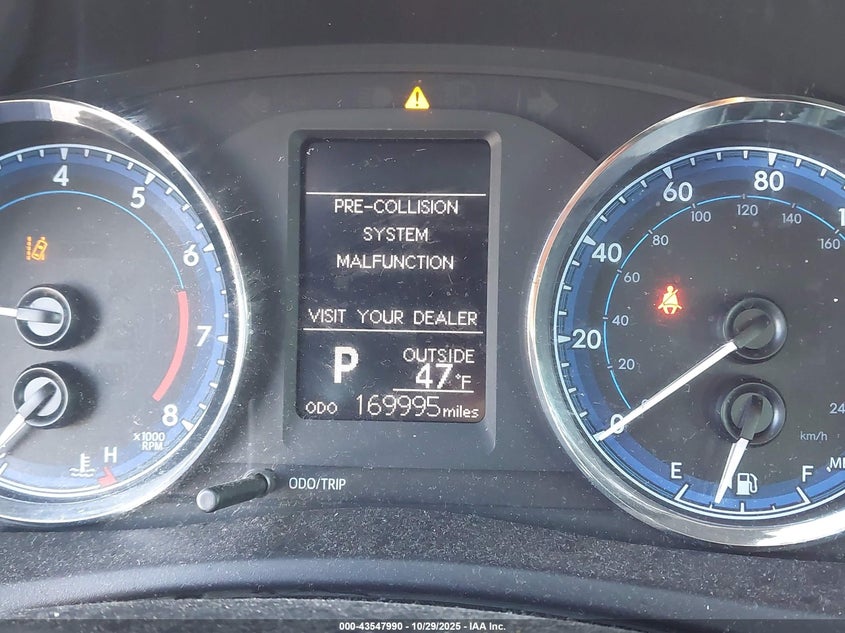 4
5
6
7
8
x1000
RPM
H
PRE-COLLISION
SYSTEM
MALFUNCTION
VISIT YOUR DEALER
P
OUTSIDE
47°F
ODO 169995 miles
ODO/TRIP
0
20
40
60
80
20
40
60
80
100
120
140
160
km/h
E
F
000-43547990 - 10/29/2025 - IAA Inc.